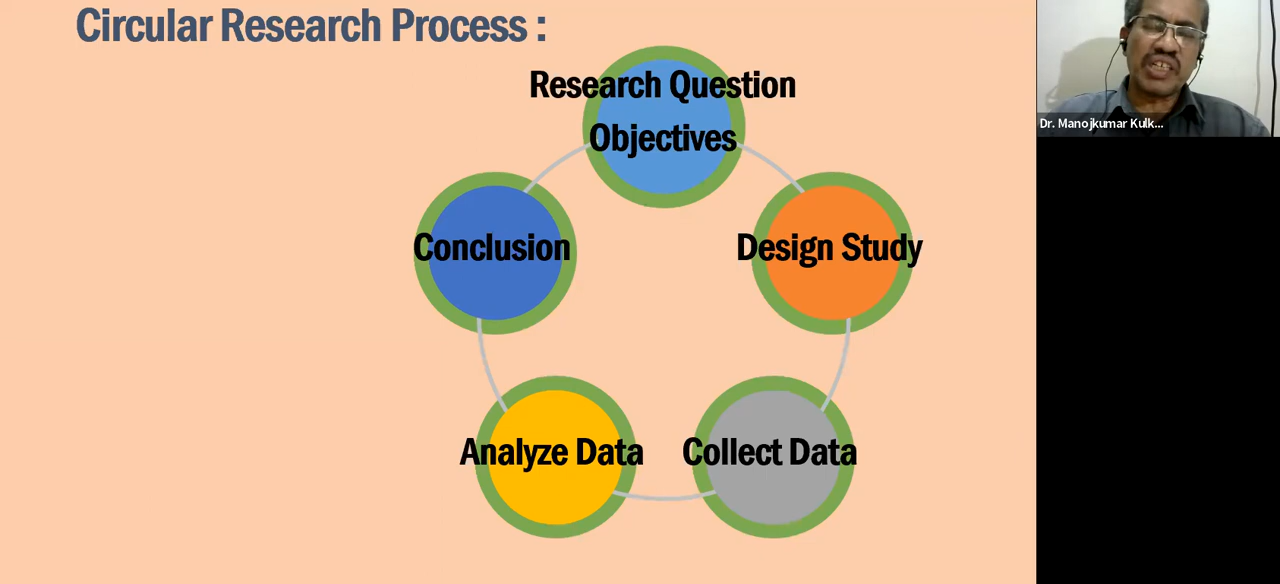 Circular Research Process :
Research Question
Objectives
Conclusion
Design Study
Analyze Data
Collect Data
Dr. Manojkumar Kulk...